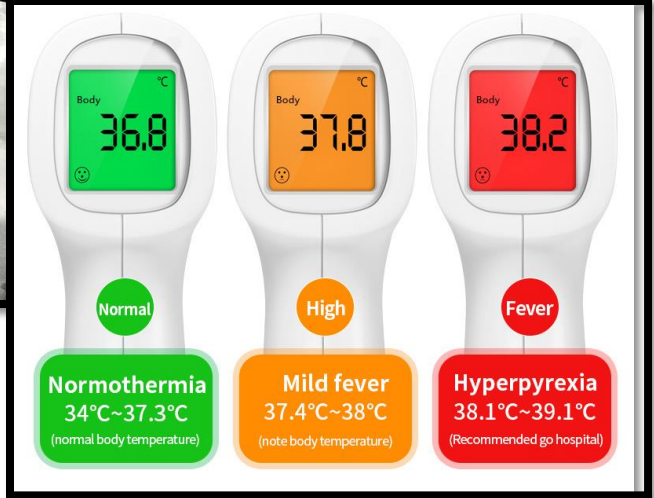 °C
Body
36.8
Normal
Normothermia
34°C~37.3°C
(normal body temperature)
°C
Body
37.8
High
Mild fever
37.4°C~38°C
(note body temperature)
°C
Body
38.2
Fever
Hyperpyrexia
38.1°C~39.1°C
(Recommended go hospital)